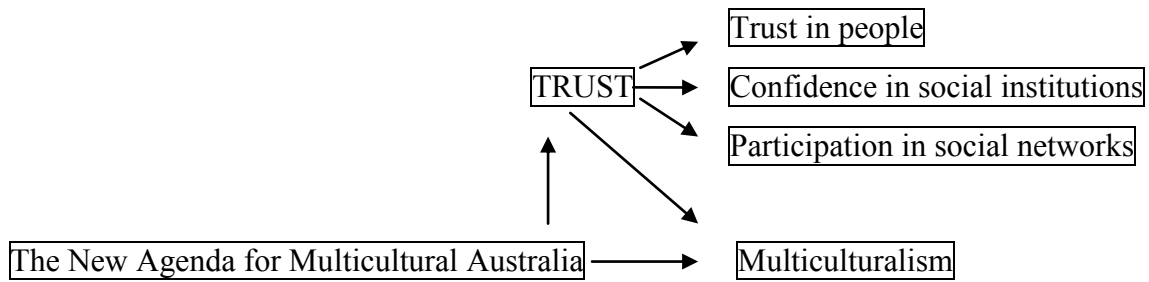 Trust in people
TRUST
Confidence in social institutions
Participation in social networks
The New Agenda for Multicultural Australia
Multiculturalism